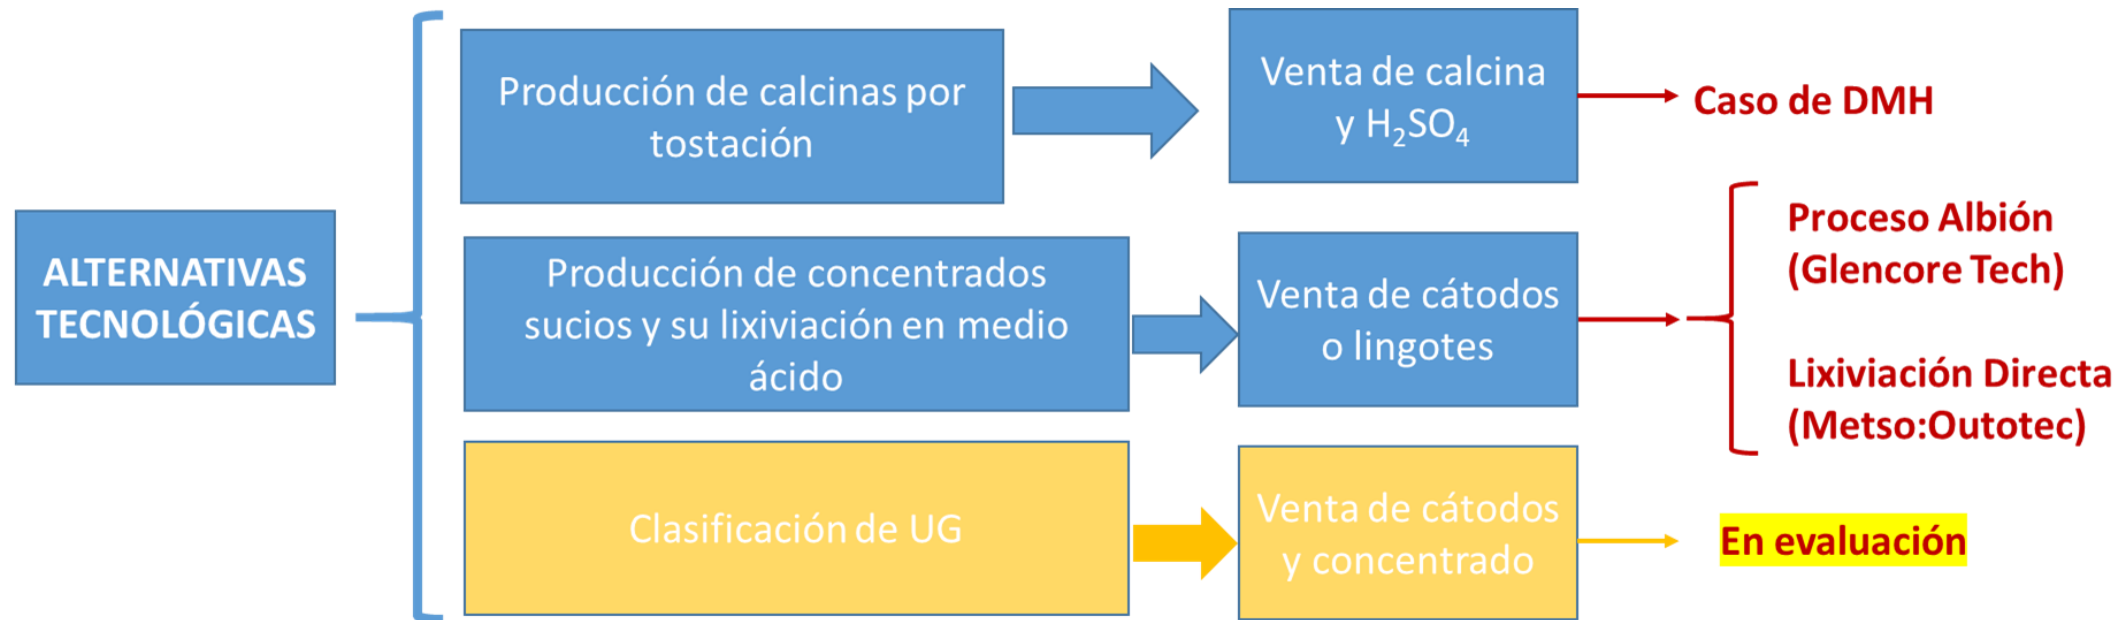 ALTERNATIVAS
TECNOLÓGICAS
Producción de calcinas por
tostación
Venta de calcina
y H₂SO₄
Caso de DMH
Producción de concentrados
sucios y su lixiviación en medio
ácido
Venta de cátodos
o lingotes
Proceso Albión
(Glencore Tech)
Lixiviación Directa
(Metso:Outotec)
Clasificación de UG
Venta de cátodos
y concentrado
En evaluación